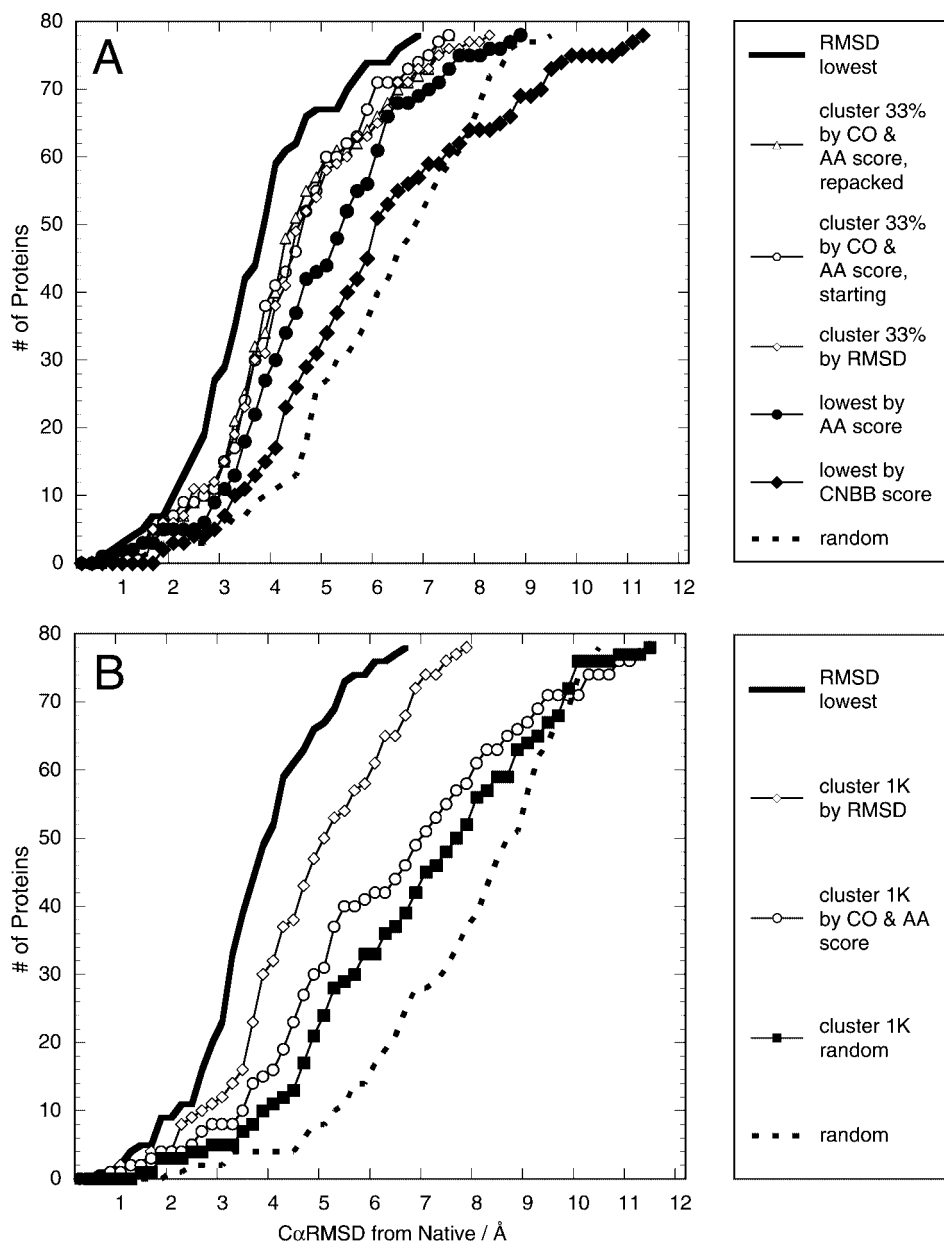 A
80
70
60
50
40
30
20
10
0
# of Proteins
1 2 3 4 5 6 7 8 9 10 11 12
RMSD
lowest
cluster 33%
by CO &
AA score,
repacked
cluster 33%
by CO &
AA score,
starting
cluster 33%
by RMSD
lowest by
AA score
lowest by
CNBB score
random
B
80
70
60
50
40
30
20
10
0
# of Proteins
1 2 3 4 5 6 7 8 9 10 11 12
CαRMSD from Native / Å
RMSD
lowest
cluster 1K
by RMSD
cluster 1K
by CO & AA
score
cluster 1K
random
random